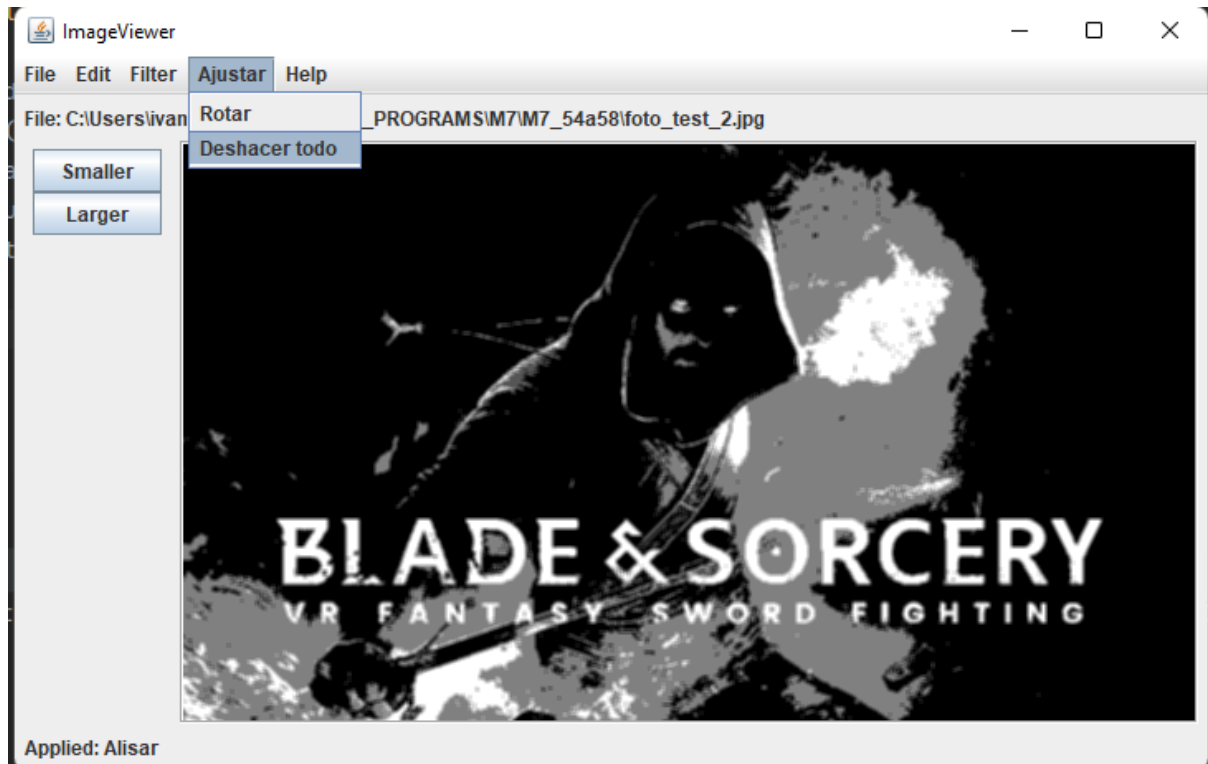 ImageViewer
File Edit Filter Ajustar Help
Rotar
File: C:\Users\ivan _PROGRAMS\M7\M7_54a58\foto_test_2.jpg
Deshacer todo
Smaller
Larger
BLADE & SORCERY
VR FANTASY SWORD FIGHTING
Applied: Alisar